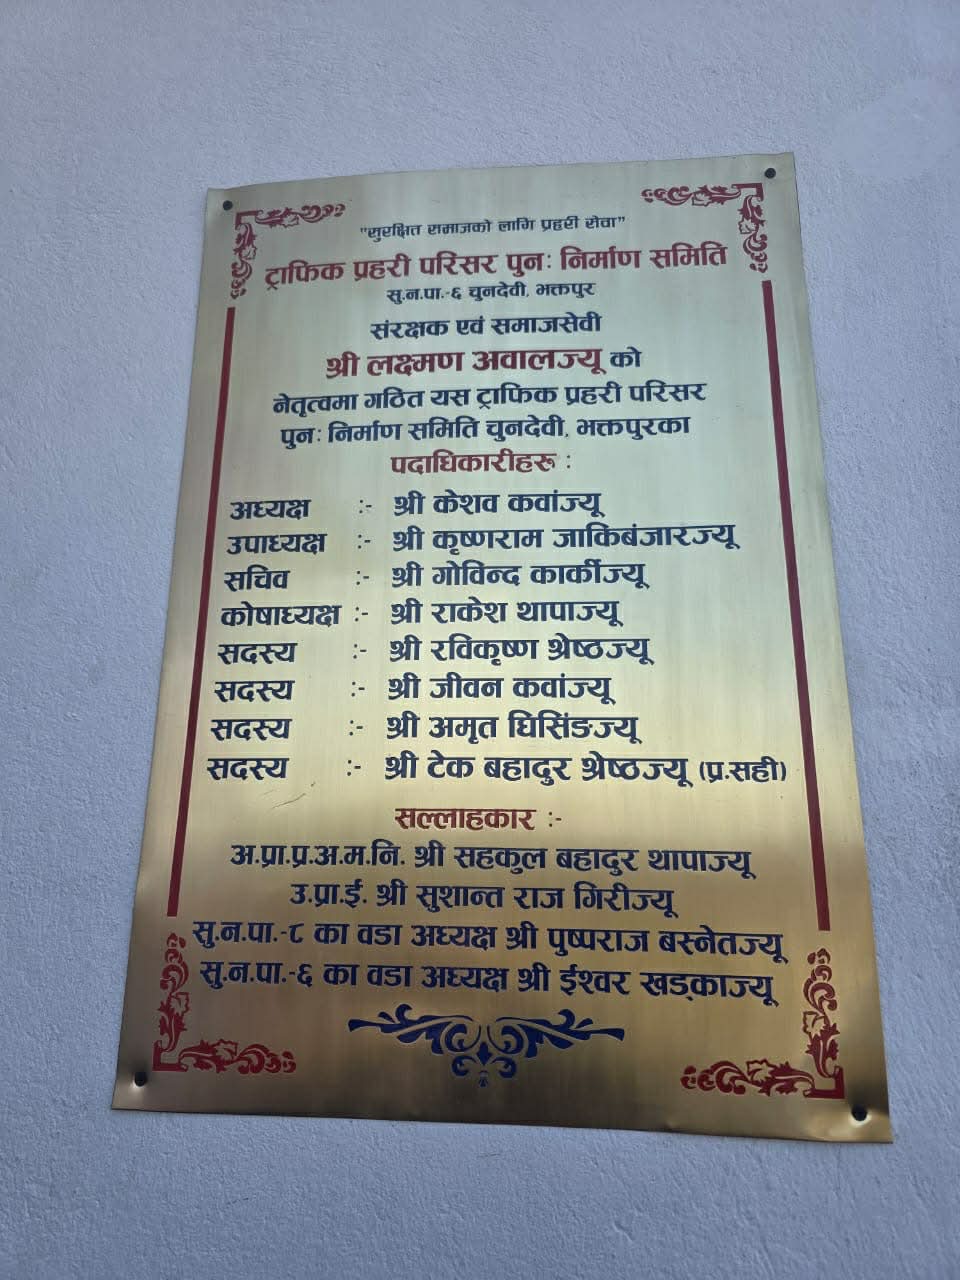 "सुरक्षित समाजको लागि प्रहरी सेवा"
ट्राफिक प्रहरी परिसर पुनः निर्माण समिति
सु.न.पा.-६ चुनदेवी, भक्तपुर
संरक्षक एवं समाजसेवी
श्री लक्ष्मण अवालज्यू को
नेतृत्वमा गठित यस ट्राफिक प्रहरी परिसर
पुनः निर्माण समिति चुनदेवी, भक्तपुरका
पदाधिकारीहरू :
अध्यक्ष :- श्री केशव कवांज्यू
उपाध्यक्ष :- श्री कृष्णराम जाकिबंजारज्यू
सचिव :- श्री गोविन्द कार्कीज्यू
कोषाध्यक्ष :- श्री राकेश थापाज्यू
सदस्य :- श्री रविकृष्ण श्रेष्ठज्यू
सदस्य :- श्री जीवन कवांज्यू
सदस्य :- श्री अमृत घिसिंङज्यू
सदस्य :- श्री टेक बहादुर श्रेष्ठज्यू (प्र.सही)
सल्लाहकार :-
अ.प्रा.प्र.अ.म.नि. श्री सहकुल बहादुर थापाज्यू
उ.प्रा.ई. श्री सुशान्त राज गिरीज्यू
सु.न.पा.-८ का वडा अध्यक्ष श्री पुष्पराज बस्नेतज्यू
सु.न.पा.-६ का वडा अध्यक्ष श्री ईश्वर खड्काज्यू